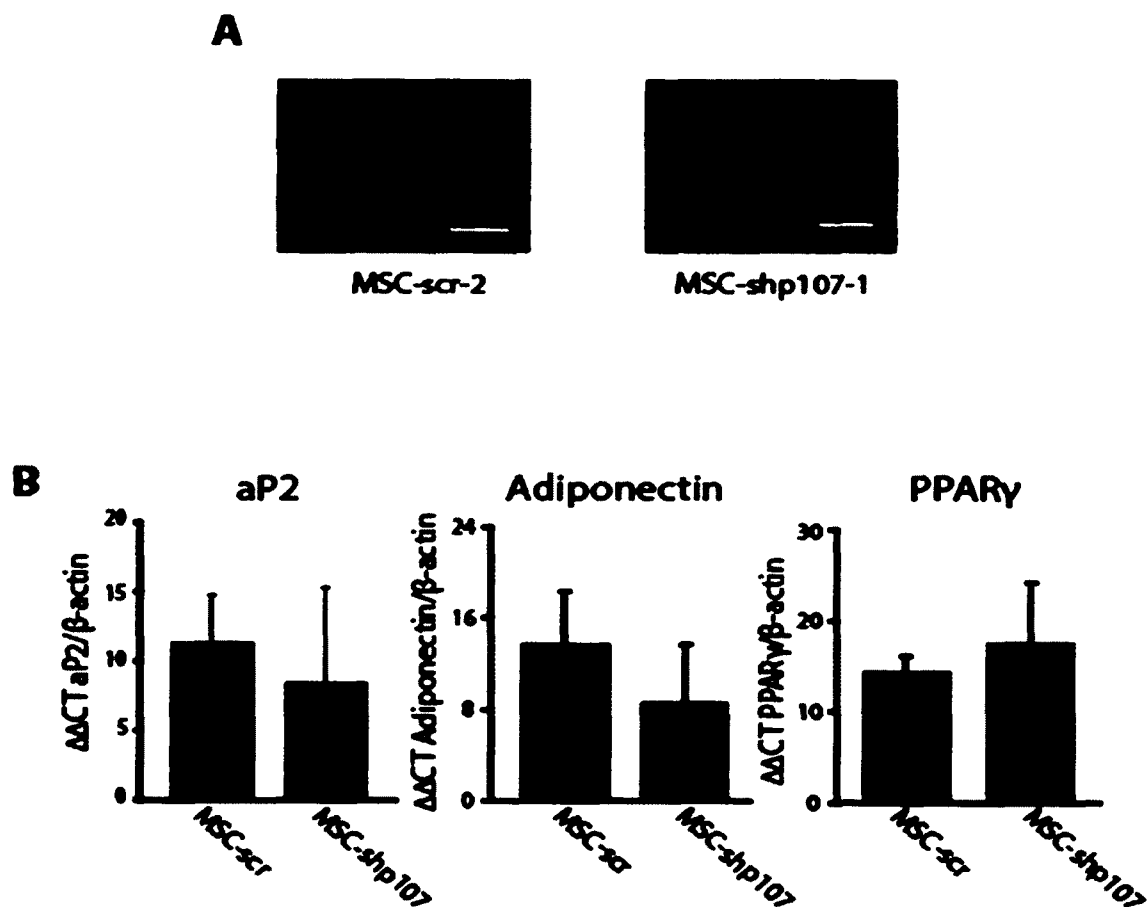 A
MSC-scr-2
MSC-shp107-1
B
aP2
ΔΔCT aP2/β-actin
20
15
10
5
0
MSC-scr
MSC-shp107
Adiponectin
ΔΔCT Adiponectin/β-actin
24
16
8
0
MSC-scr
MSC-shp107
PPARγ
ΔΔCT PPARγ/β-actin
30
20
10
0
MSC-scr
MSC-shp107